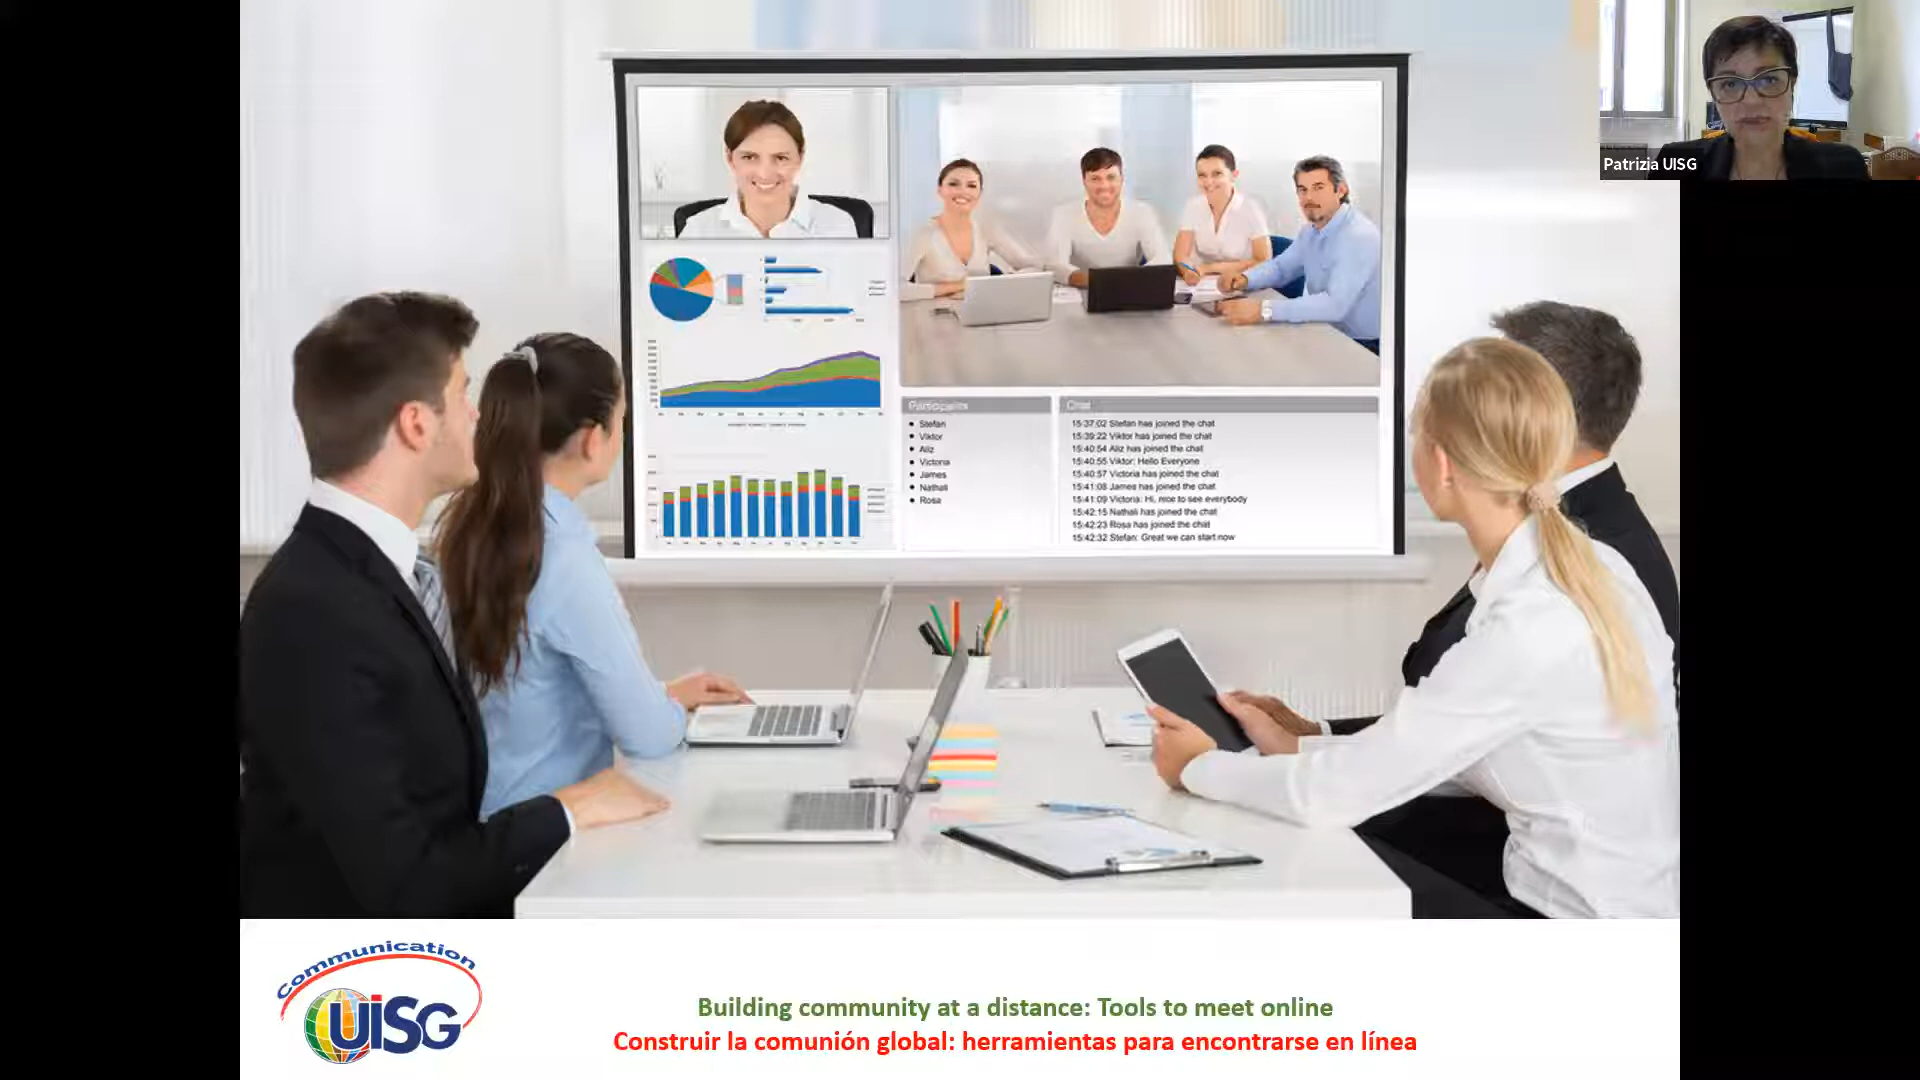 Patrizia UISG
Participants
Stefan
Viktor
Aliz
Victoria
James
Nathali
Rosa
Chat
15:37:02 Stefan has joined the chat
15:39:22 Viktor has joined the chat
15:40:54 Aliz has joined the chat
15:40:55 Viktor: Hello Everyone
15:40:57 Victoria has joined the chat
15:41:08 James has joined the chat
15:41:09 Victoria: Hi, nice to see everybody
15:42:15 Nathali has joined the chat
15:42:23 Rosa has joined the chat
15:42:32 Stefan: Great we can start now
Communication
UISG
Building community at a distance: Tools to meet online
Construir la comunión global: herramientas para encontrarse en línea